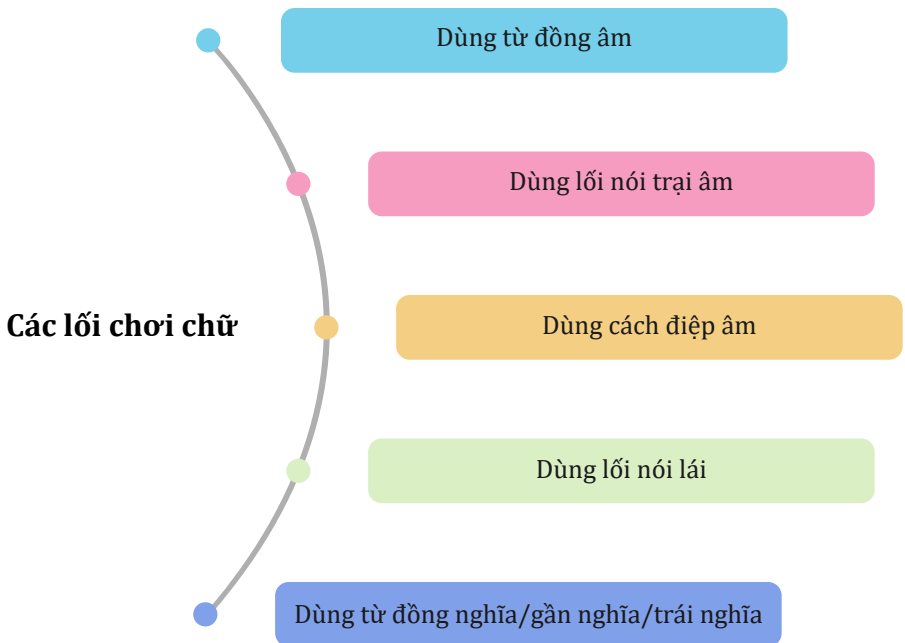 Các lối chơi chữ
Dùng từ đồng âm
Dùng lối nói trại âm
Dùng cách điệp âm
Dùng lối nói lái
Dùng từ đồng nghĩa/gần nghĩa/trái nghĩa